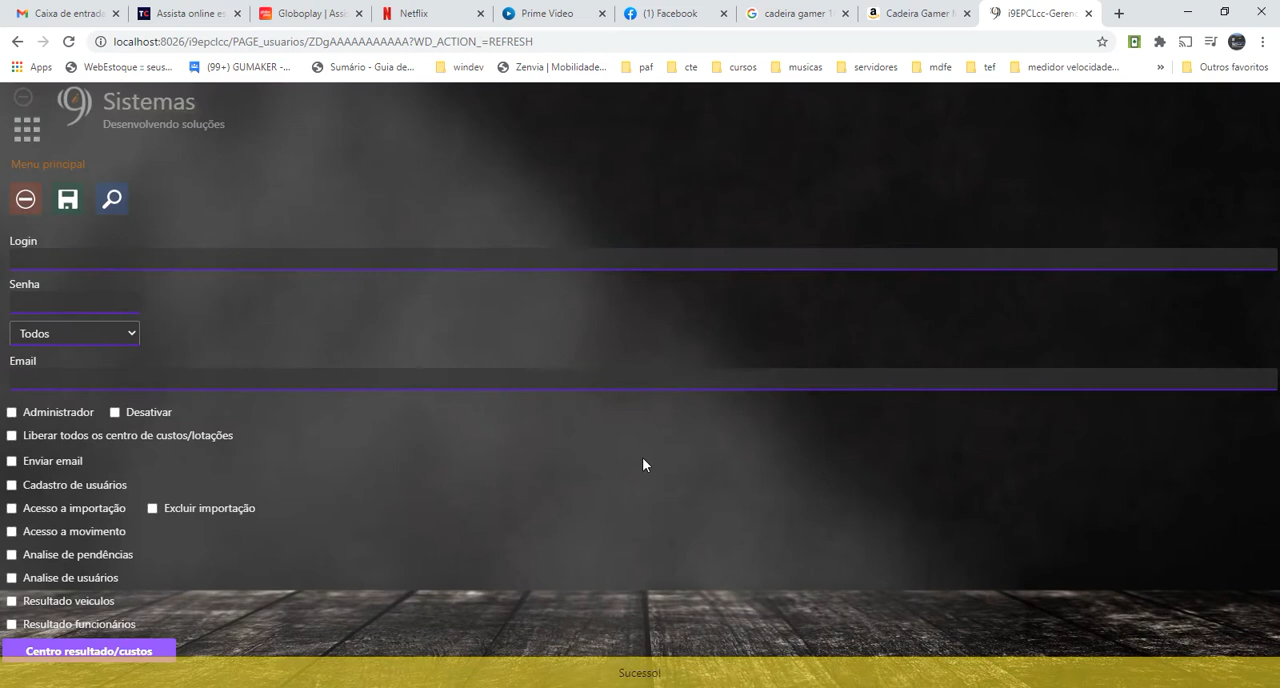 Caixa de entrada
Assista online es
Globoplay | Assi
Netflix
Prime Video
(1) Facebook
cadeira gamer 1
Cadeira Gamer M
i9EPCLcc-Gerenc
localhost:8026/i9epclcc/PAGE_usuarios/ZDgAAAAAAAAAAA?WD_ACTION_=REFRESH
Apps
WebEstoque :: seus...
(99+) GUMAKER -...
Sumário - Guia de...
windev
Zenvia | Mobilidade...
paf
cte
cursos
musicas
servidores
mdfe
tef
medidor velocidade...
»
Outros favoritos
Sistemas
Desenvolvendo soluções
Menu principal
Login
Senha
Todos
Email
Administrador Desativar
Liberar todos os centro de custos/lotações
Enviar email
Cadastro de usuários
Acesso a importação Excluir importação
Acesso a movimento
Analise de pendências
Analise de usuários
Resultado veiculos
Resultado funcionários
Centro resultado/custos
Sucesso!